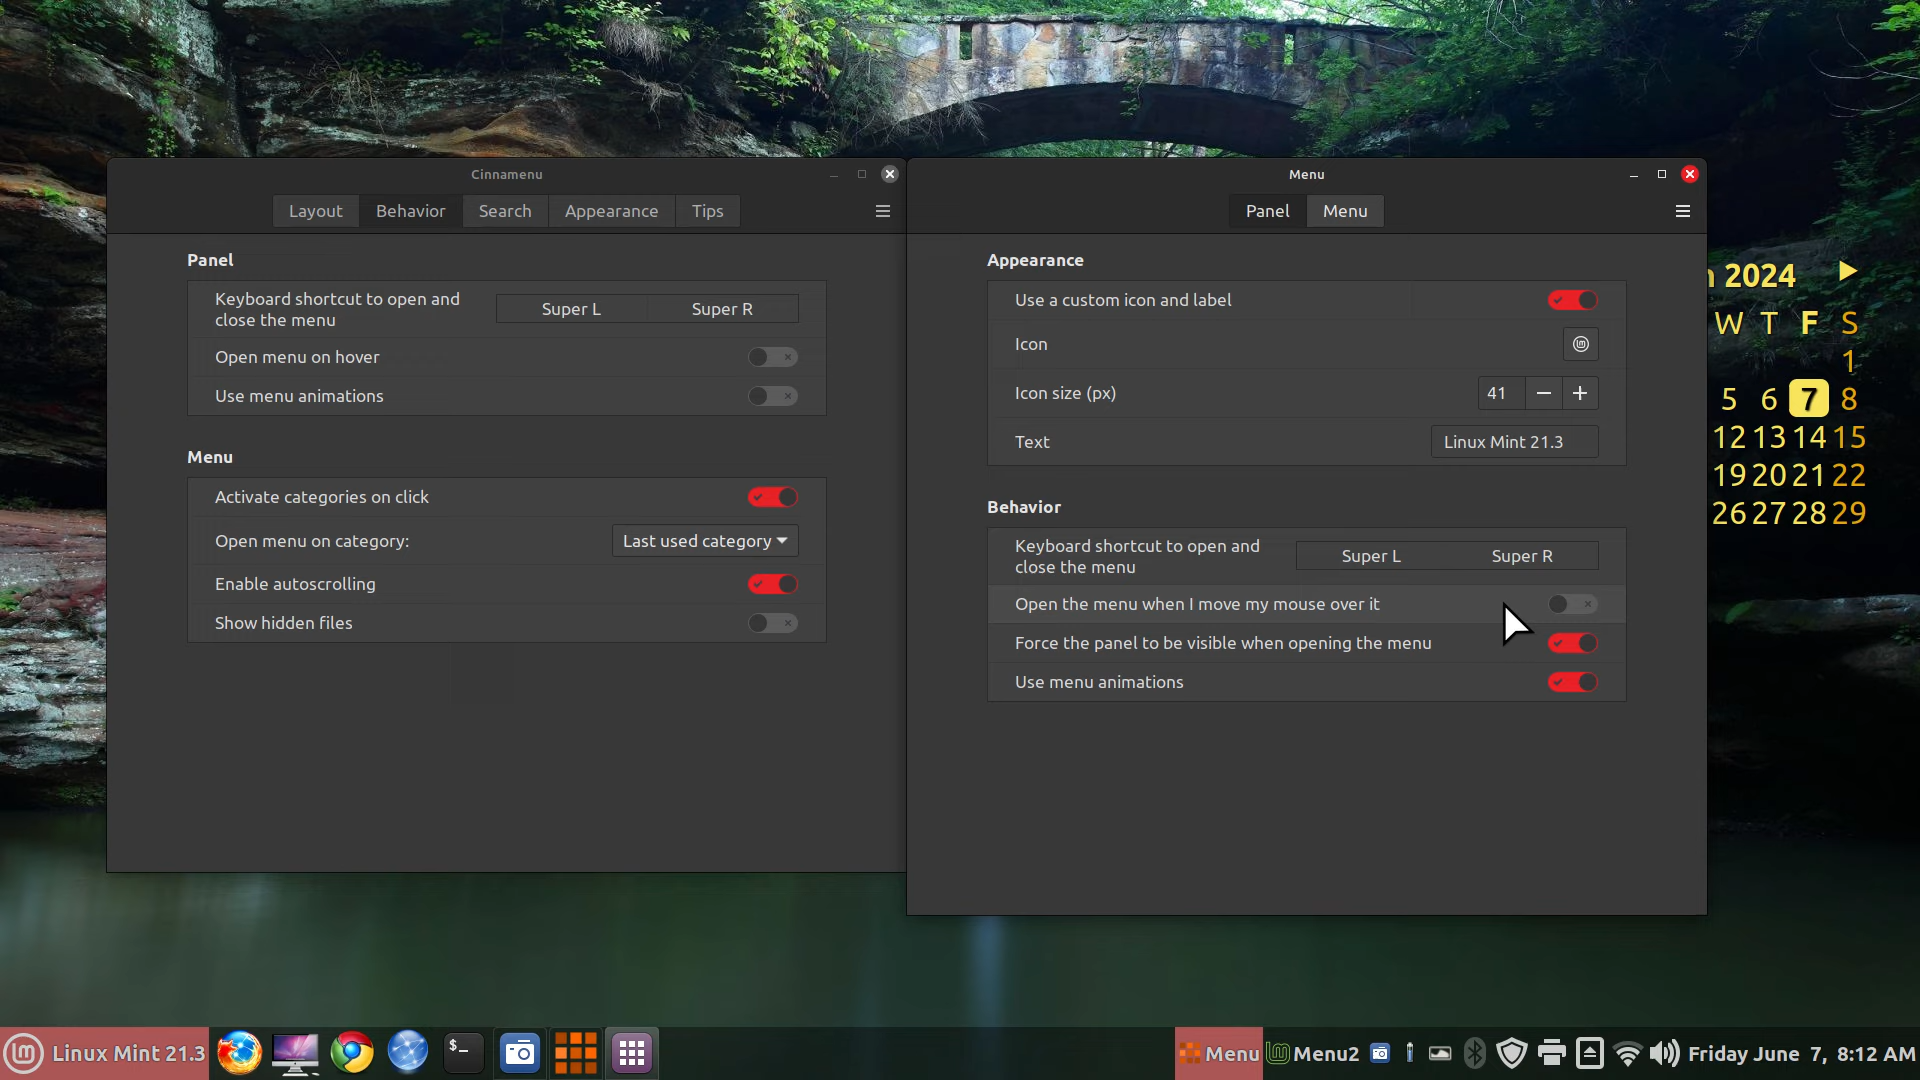 Cinnamenu
Layout Behavior Search Appearance Tips
Panel
Keyboard shortcut to open and
close the menu
Super L Super R
Open menu on hover
Use menu animations
Menu
Activate categories on click
Open menu on category: Last used category
Enable autoscrolling
Show hidden files
Menu
Panel Menu
Appearance
Use a custom icon and label
Icon
Icon size (px) 41
Text Linux Mint 21.3
Behavior
Keyboard shortcut to open and
close the menu
Super L Super R
Open the menu when I move my mouse over it
Force the panel to be visible when opening the menu
Use menu animations
2024
W T F S
1
5 6 7 8
12 13 14 15
19 20 21 22
26 27 28 29
Linux Mint 21.3
$_
Menu
Menu2
Friday June 7, 8:12 AM